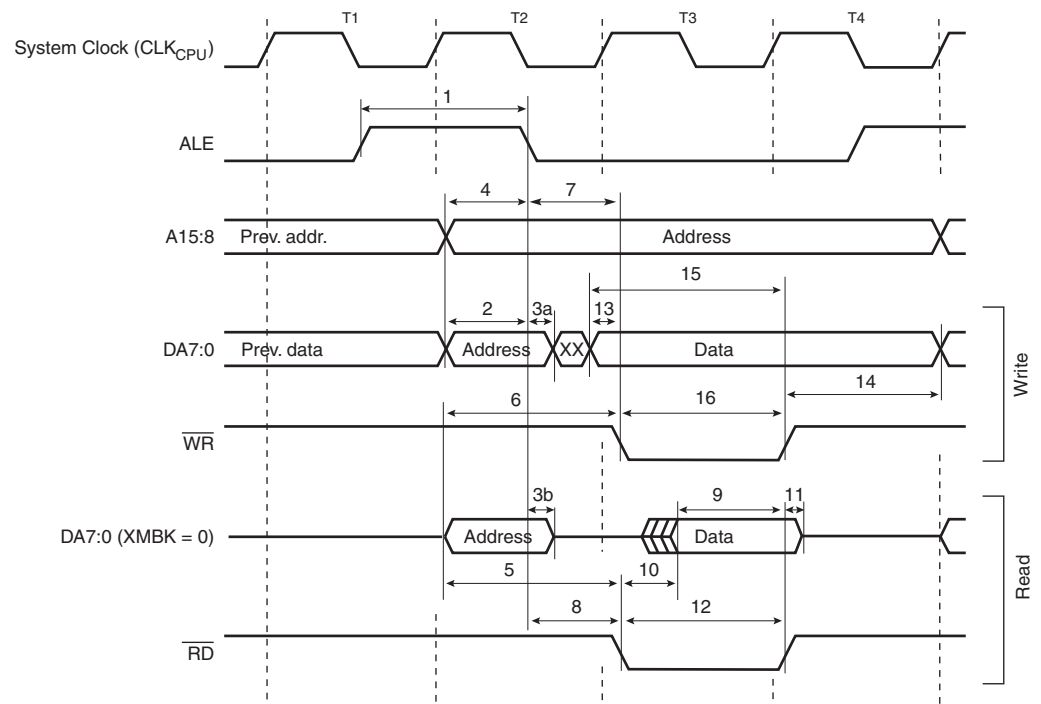 T1 T2 T3 T4
System Clock (CLKCPU)
1
ALE
4 7
A15:8 Prev. addr. Address
15
2 3a 13
DA7:0 Prev. data Address XX Data
14
6 16
WR
Write
3b 9 11
DA7:0 (XMBK = 0) Address Data
5 10
8 12
RD
Read